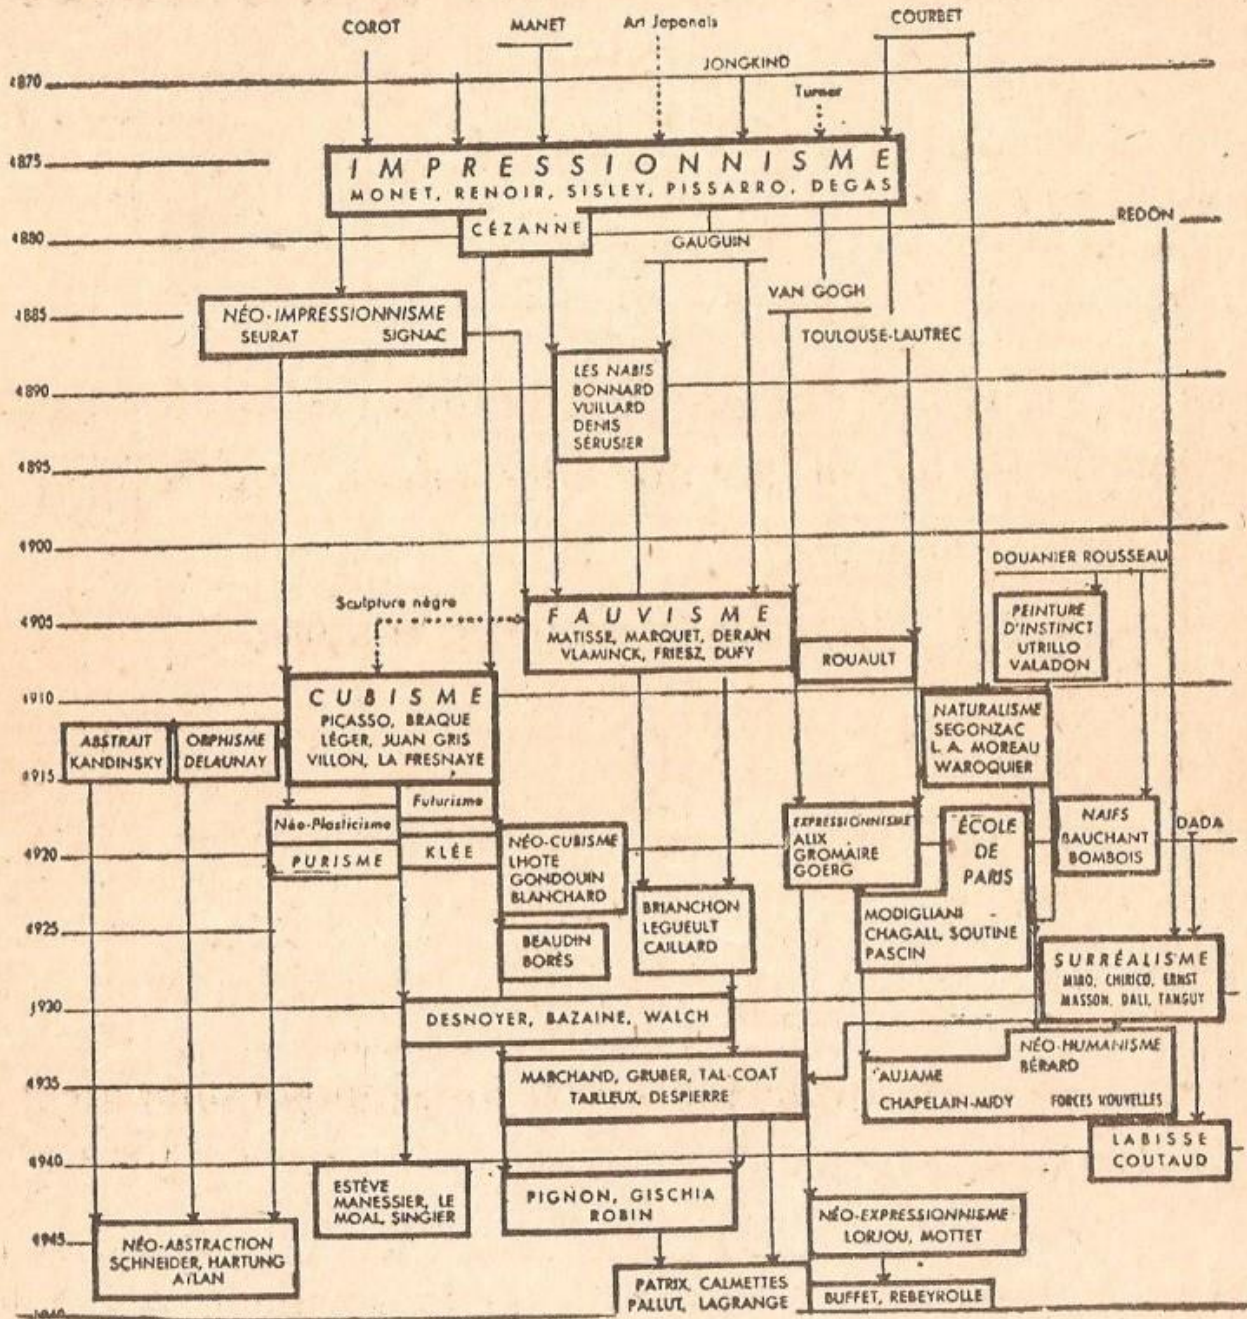 COROT
MANET
Art Japonais
COURBET
JONGKIND
1870
Turner
IMPRESSIONNISME
1875
MONET, RENOIR, SISLEY, PISSARRO, DEGAS
REDON
CÉZANNE
1880
GAUGUIN
VAN GOGH
NÉO-IMPRESSIONNISME
1885
SEURAT SIGNAC
TOULOUSE-LAUTREC
LES NABIS
BONNARD
VUILLARD
DENIS
SÉRUSIER
1890
1895
1900
DOUANIER ROUSSEAU
Sculpture nègre
FAUVISME
MATISSE, MARQUET, DERAIN
VLAMINCK, FRIESZ, DUFY
PEINTURE
D'INSTINCT
UTRILLO
VALADON
1905
ROUAULT
CUBISME
PICASSO, BRAQUE
LÉGER, JUAN GRIS
VILLON, LA FRESNAYE
1910
NATURALISME
SEGONZAC
L. A. MOREAU
WAROQUIER
ABSTRAIT
KANDINSKY
ORPHISME
DELAUNAY
1915
Futurisme
Néo-Plasticisme
EXPRESSIONNISME
ALIX
GROMAIRE
GOERG
ÉCOLE
DE
PARIS
NAIFS
BAUCHANT
BOMBOIS
DADA
PURISME
KLÉE
NÉO-CUBISME
LHOTE
GONDOUIN
BLANCHARD
1920
BRIANCHON
LEGUEULT
CAILLARD
MODIGLIANI
CHAGALL, SOUTINE
PASCIN
1925
BEAUDIN
BORÈS
SURRÉALISME
MIRO, CHIRICO, ERNST
MASSON, DALI, TANGUY
1930
DESNOYER, BAZAINE, WALCH
NÉO-HUMANISME
BÉRARD
MARCHAND, GRUBER, TAL-COAT
TAILLEUX, DESPIERRE
AUJAME
CHAPELAIN-MIDY FORCES NOUVELLES
1935
LABISSE
COUTAUD
1940
ESTÈVE
MANESSIER, LE
MOAL, SINGIER
PIGNON, GISCHIA
ROBIN
NÉO-EXPRESSIONNISME
LORJOU, MOTTET
1945
NÉO-ABSTRACTION
SCHNEIDER, HARTUNG
ATLAN
PATRIX, CALMETTES
PALLUT, LAGRANGE
BUFFET, REBEYROLLE